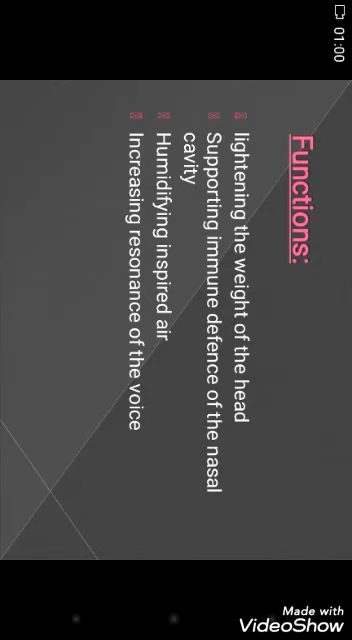 01:00
Functions:
lightening the weight of the head
Supporting immune defence of the nasal
cavity
Humidifying inspired air
Increasing resonance of the voice
Made with
VideoShow